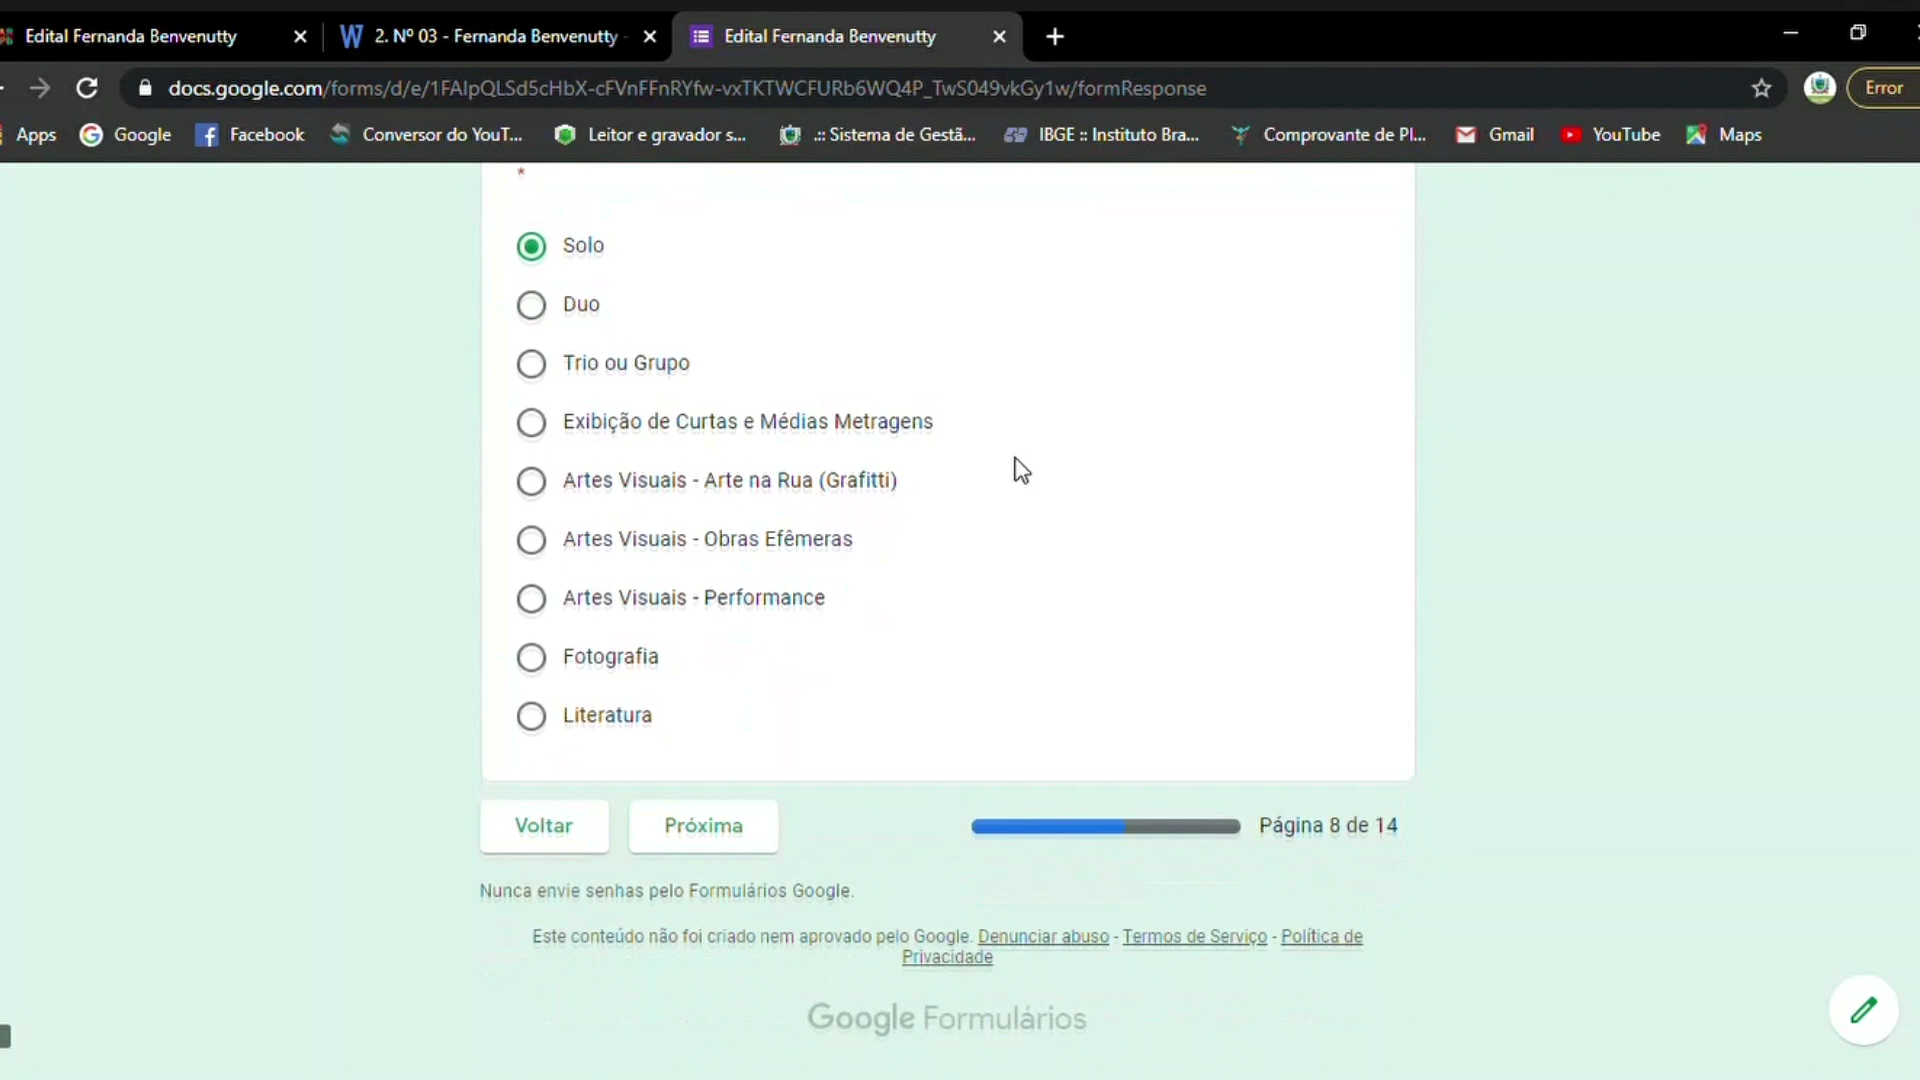 Edital Fernanda Benvenutty
2. Nº 03 - Fernanda Benvenutty -
Edital Fernanda Benvenutty
docs.google.com/forms/d/e/1FAIpQLSd5cHbX-cFVnFFnRYfw-vxTKTWCFURb6WQ4P_TwS049vkGy1w/formResponse
Error
Apps
Google
Facebook
Conversor do YouT...
Leitor e gravador s...
.:: Sistema de Gestã...
IBGE :: Instituto Bra...
Comprovante de Pl...
Gmail
YouTube
Maps
*
Solo
Duo
Trio ou Grupo
Exibição de Curtas e Médias Metragens
Artes Visuais - Arte na Rua (Grafitti)
Artes Visuais - Obras Efêmeras
Artes Visuais - Performance
Fotografia
Literatura
Voltar
Próxima
Página 8 de 14
Nunca envie senhas pelo Formulários Google.
Este conteúdo não foi criado nem aprovado pelo Google. Denunciar abuso - Termos de Serviço - Política de
Privacidade
Google Formulários